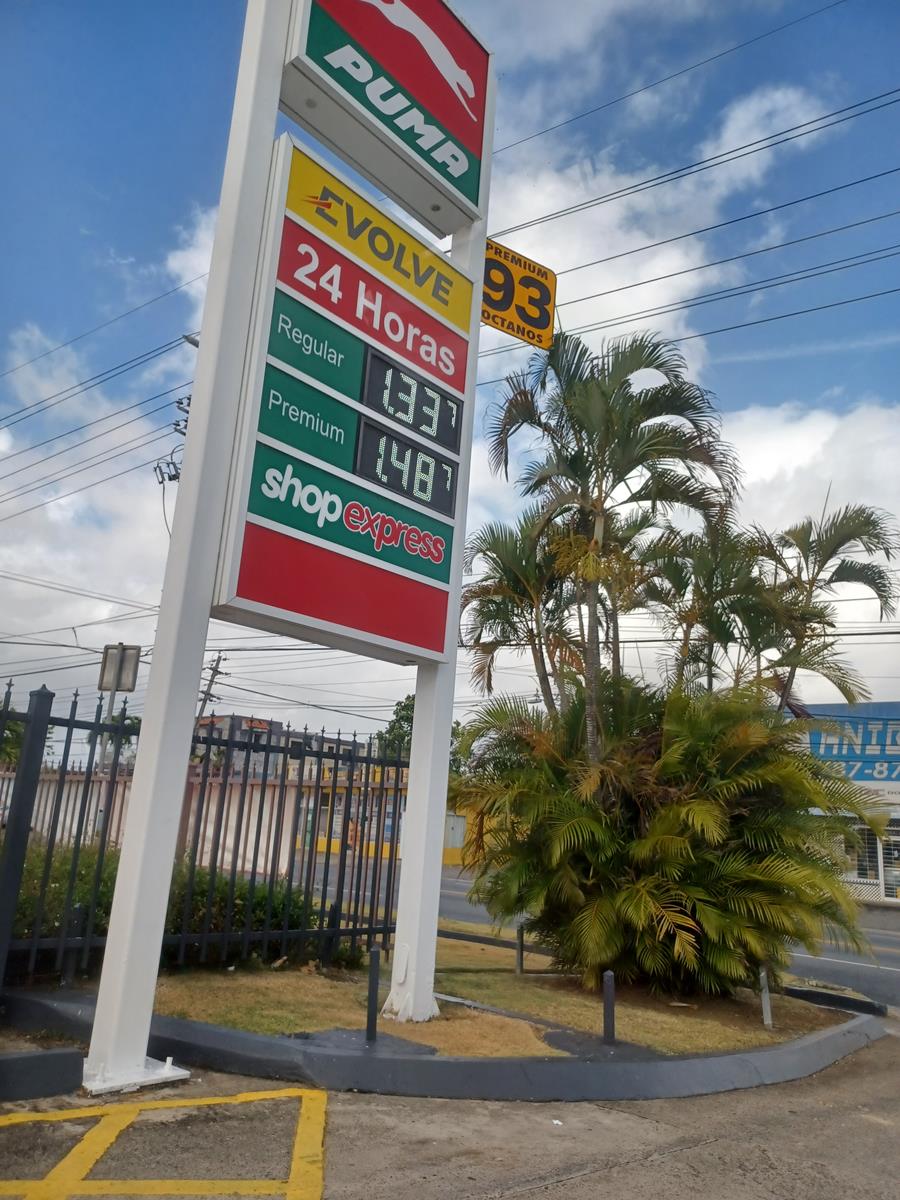 PUMA
EVOLVE
24 Horas
Regular 1.33⁷
Premium 1.48⁷
shop express
PREMIUM
93
OCTANOS